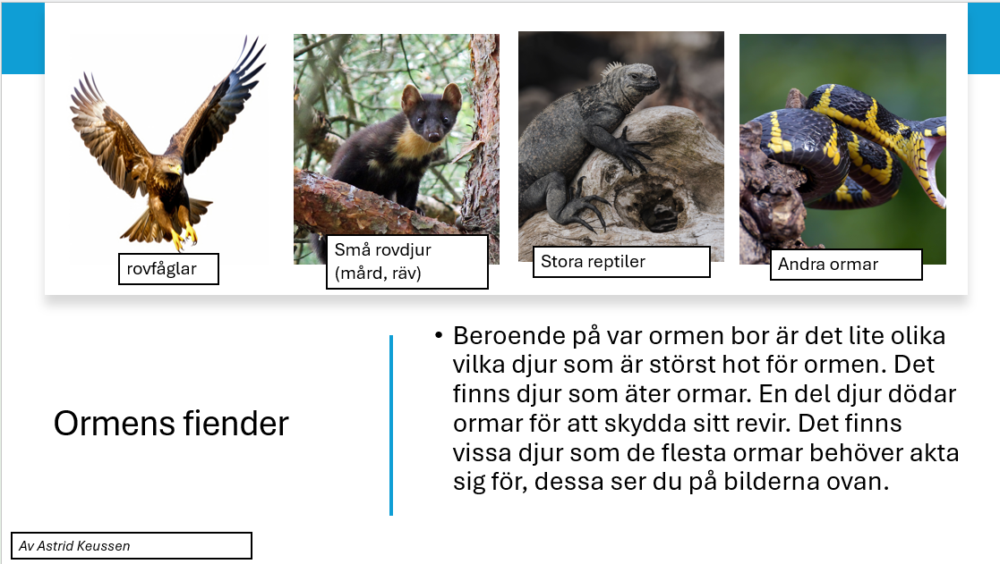 rovfåglar
Små rovdjur
(mård, räv)
Stora reptiler
Andra ormar
Ormens fiender
• Beroende på var ormen bor är det lite olika
vilka djur som är störst hot för ormen. Det
finns djur som äter ormar. En del djur dödar
ormar för att skydda sitt revir. Det finns
vissa djur som de flesta ormar behöver akta
sig för, dessa ser du på bilderna ovan.
Av Astrid Keussen